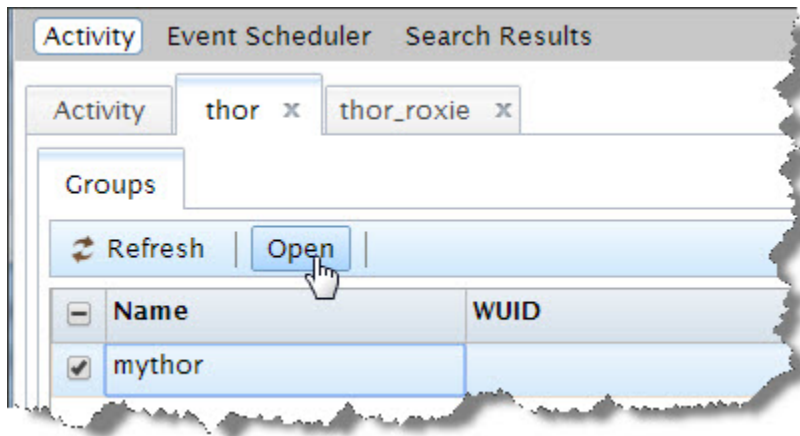 Activity Event Scheduler Search Results
Activity thor x thor_roxie x
Groups
Refresh Open
Name WUID
mythor